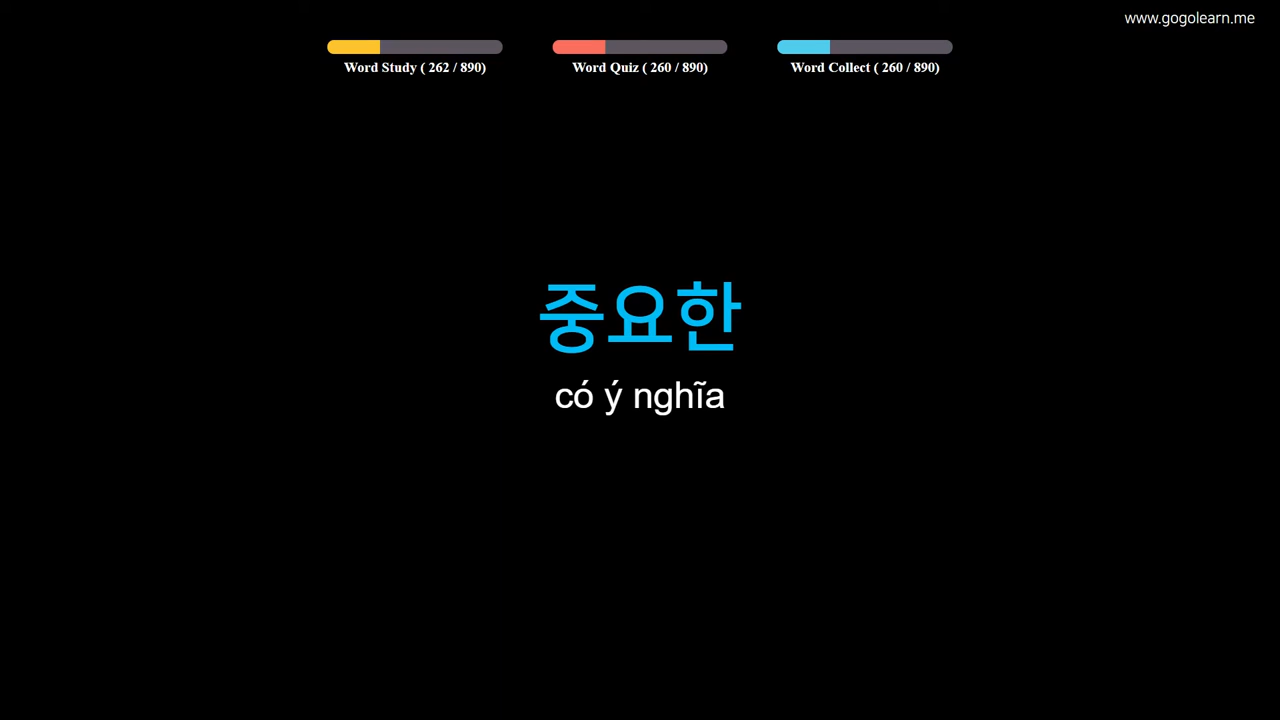 www.gogolearn.me
Word Study ( 262 / 890)
Word Quiz ( 260 / 890)
Word Collect ( 260 / 890)
중요한
có ý nghĩa